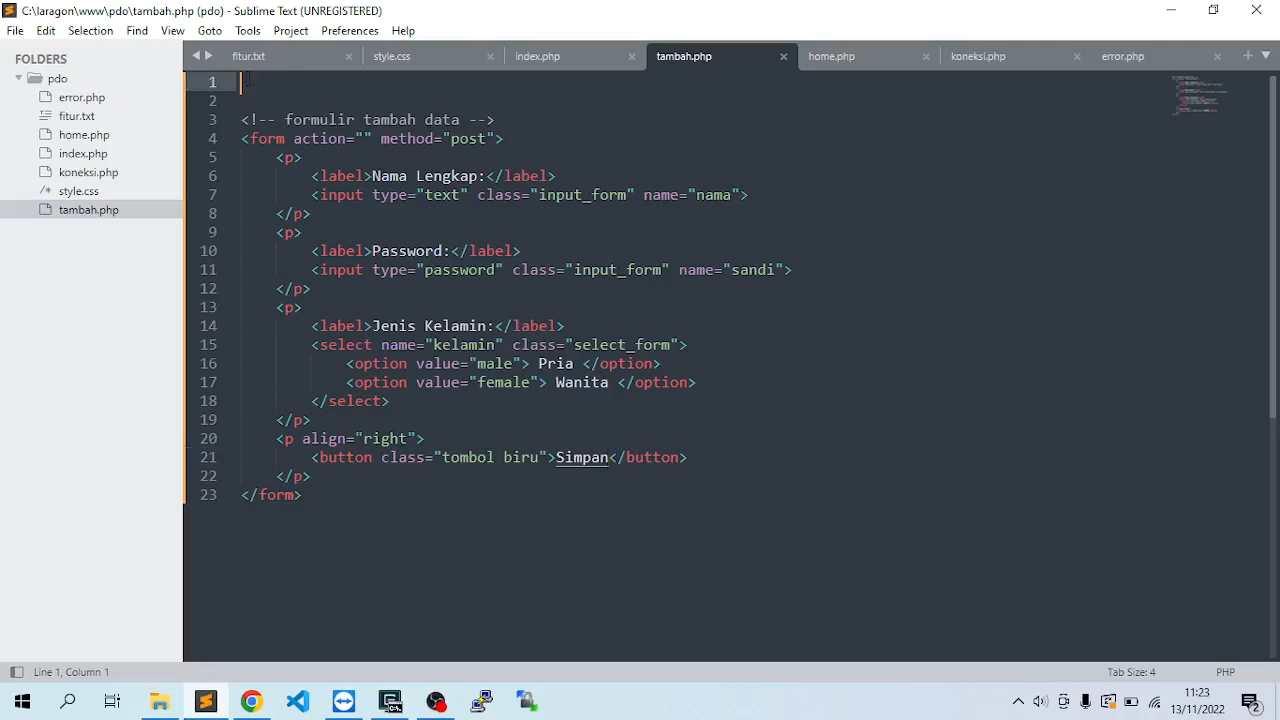 C:\laragon\www\pdo\tambah.php (pdo) - Sublime Text (UNREGISTERED)
File Edit Selection Find View Goto Tools Project Preferences Help
FOLDERS
pdo
error.php
fitur.txt
home.php
index.php
koneksi.php
style.css
tambah.php
fitur.txt style.css index.php tambah.php home.php koneksi.php error.php
1
2
3 <!-- formulir tambah data -->
4 <form action="" method="post">
5 <p>
6 <label>Nama Lengkap:</label>
7 <input type="text" class="input_form" name="nama">
8 </p>
9 <p>
10 <label>Password:</label>
11 <input type="password" class="input_form" name="sandi">
12 </p>
13 <p>
14 <label>Jenis Kelamin:</label>
15 <select name="kelamin" class="select_form">
16 <option value="male"> Pria </option>
17 <option value="female"> Wanita </option>
18 </select>
19 </p>
20 <p align="right">
21 <button class="tombol biru">Simpan</button>
22 </p>
23 </form>
Line 1, Column 1
Tab Size: 4 PHP
11:23
13/11/2022
2